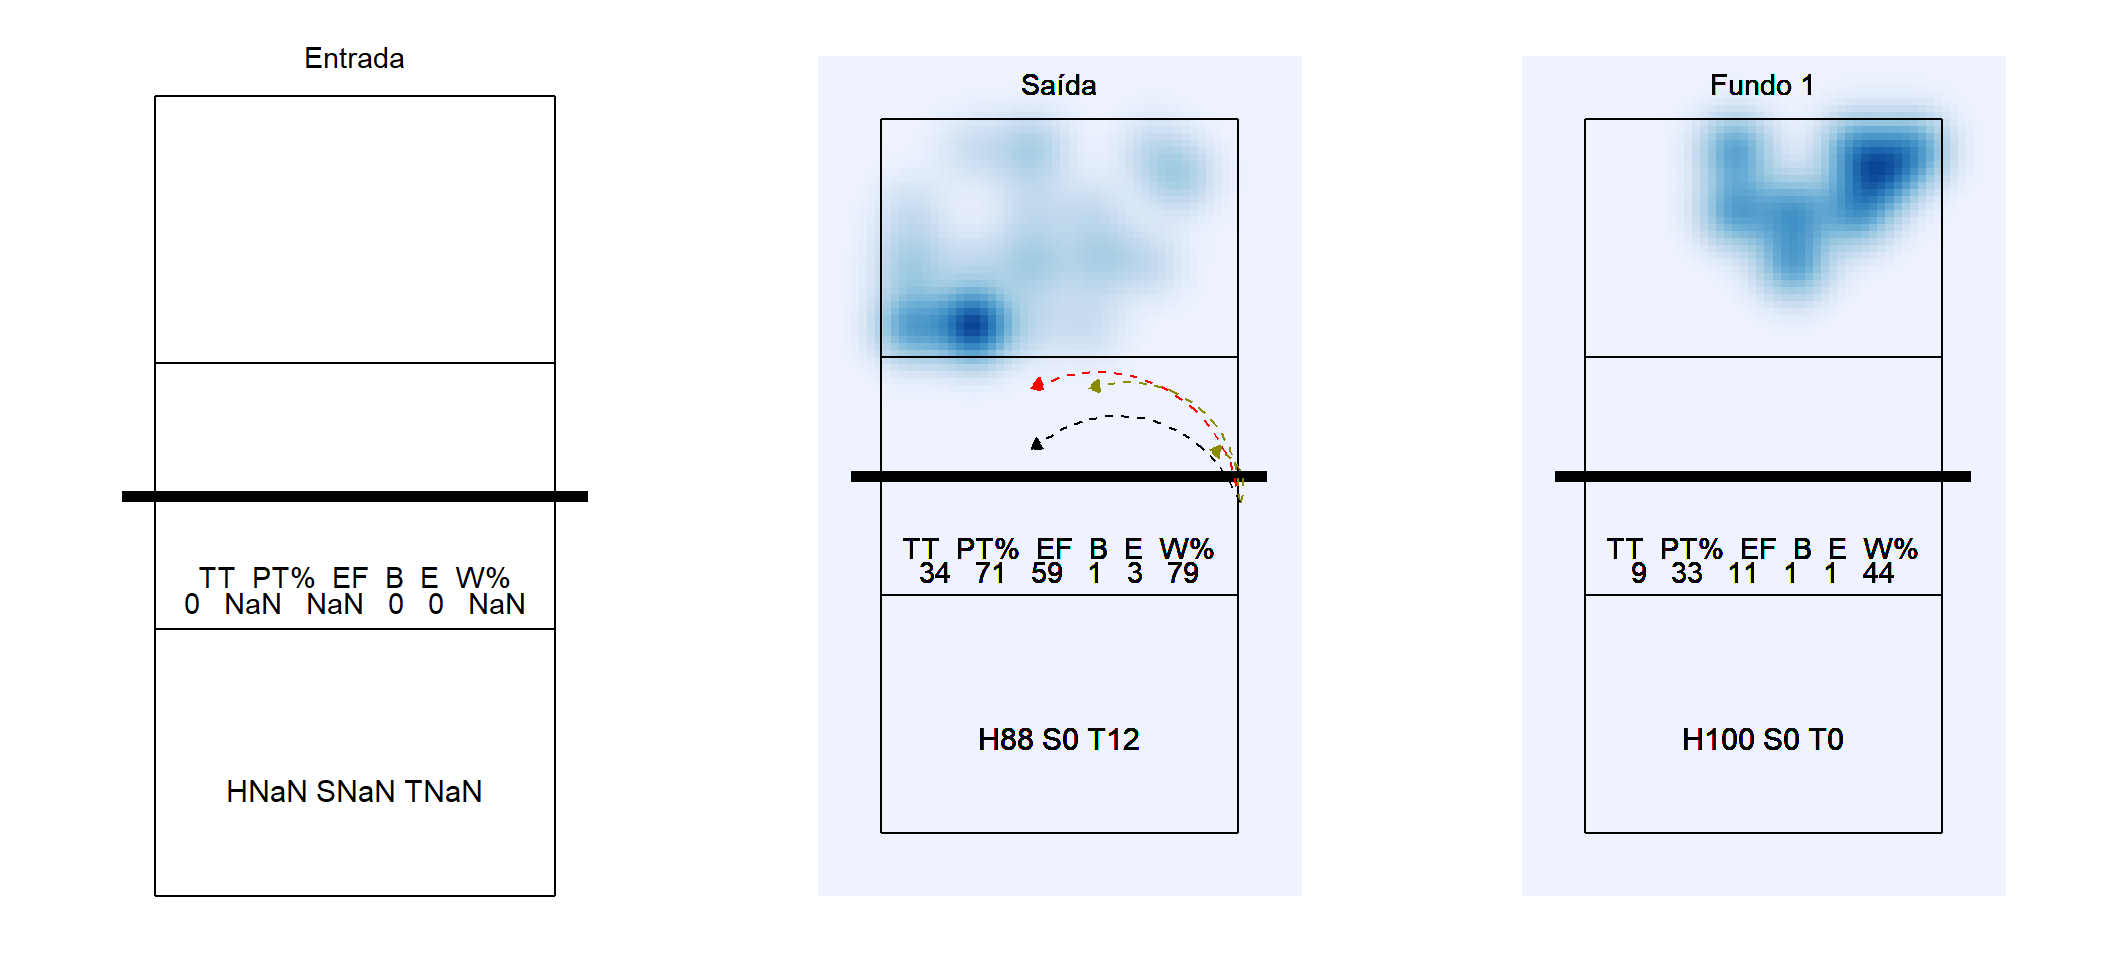 Entrada
TT PT% EF B E W%
0 NaN NaN 0 0 NaN
HNaN SNaN TNaN
Saída
TT PT% EF B E W%
34 71 59 1 3 79
H88 S0 T12
Fundo 1
TT PT% EF B E W%
9 33 11 1 1 44
H100 S0 T0